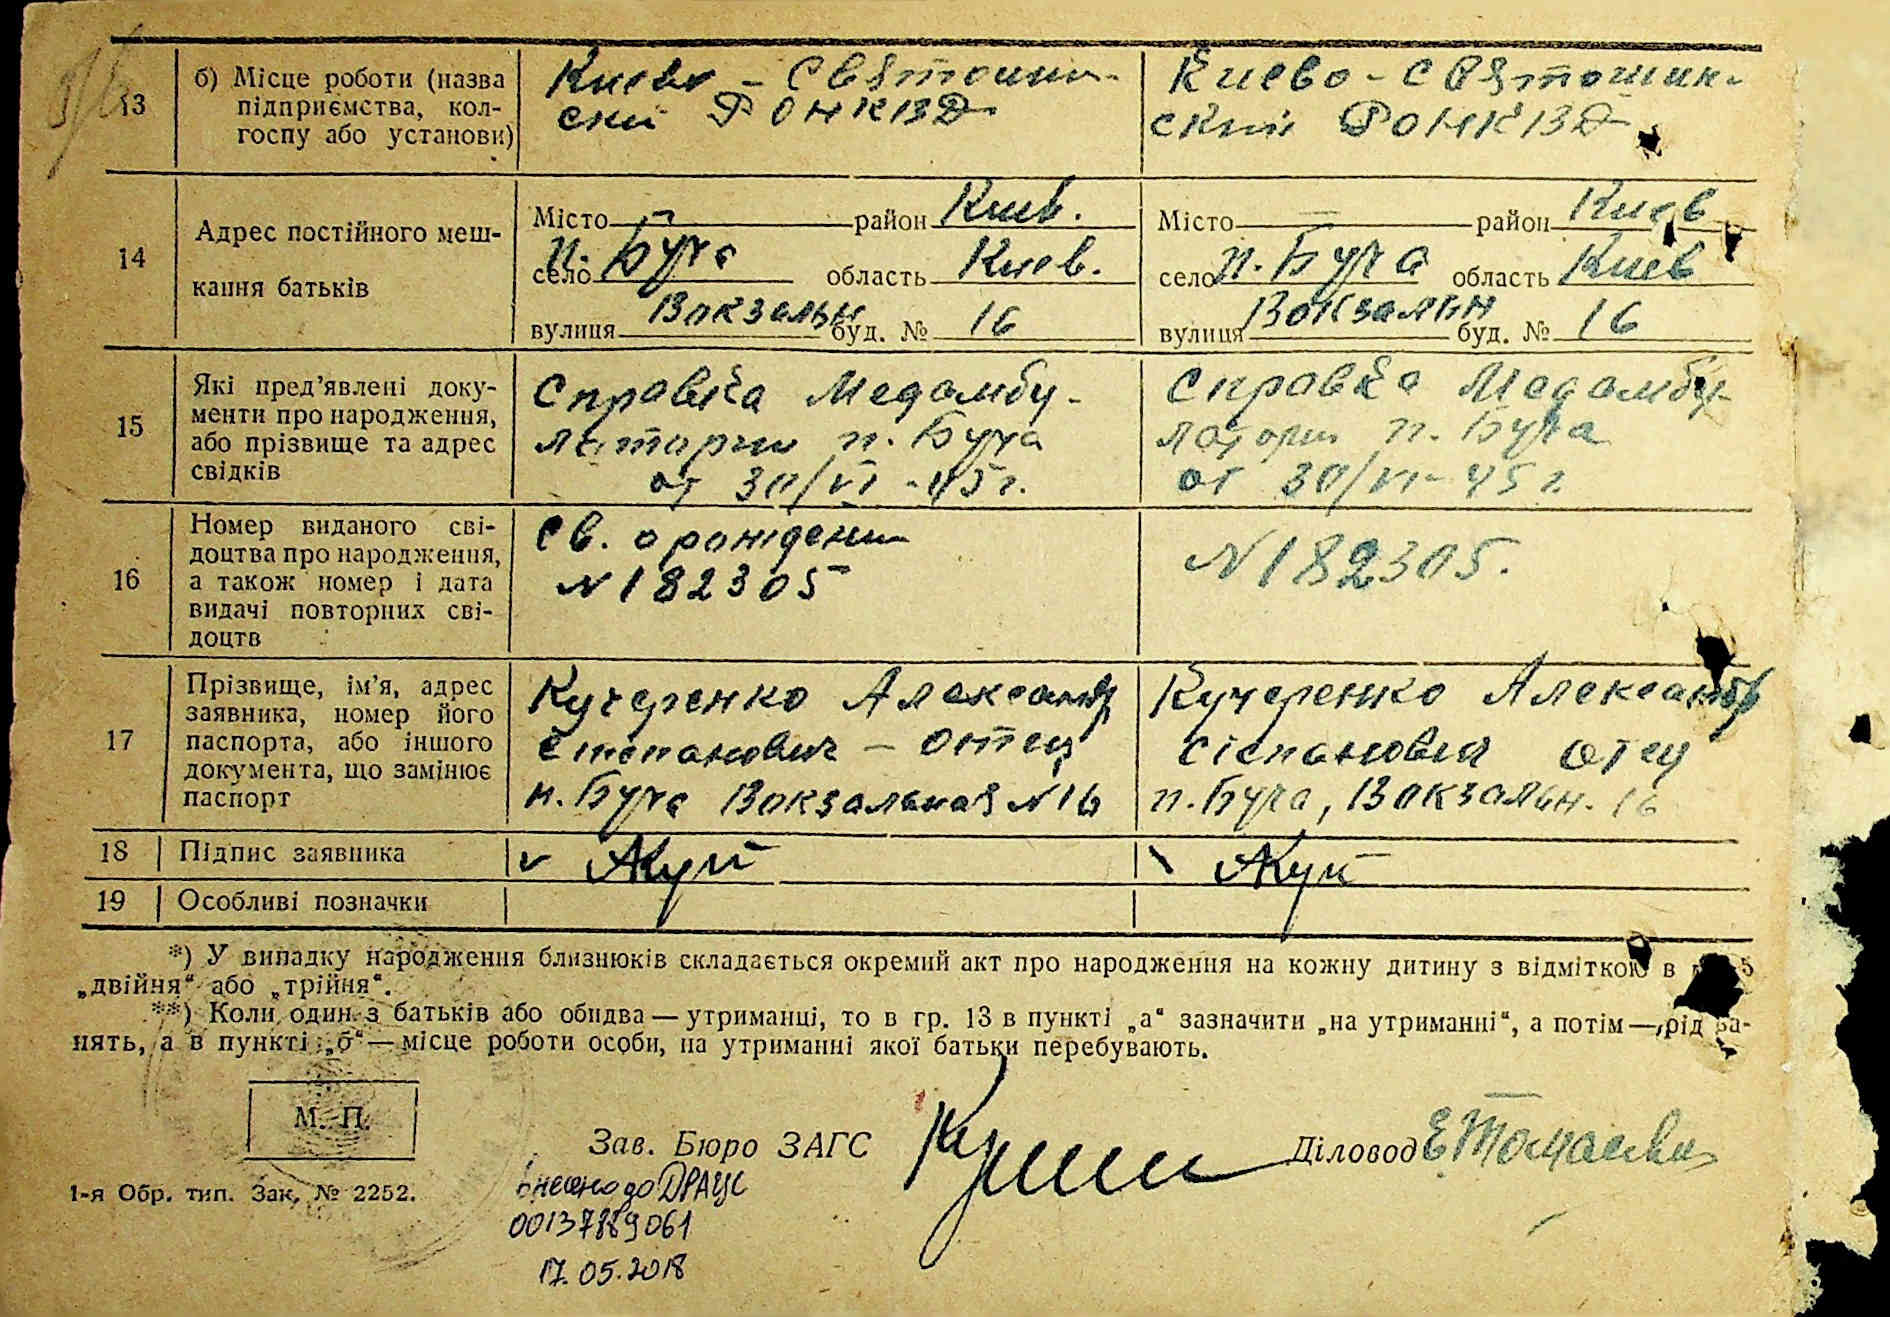 13
б) Місце роботи (назва
підприємства, кол-
госпу або установи)
Киево - Святошин-
ский РОНКВД
Киево - Святошин-
ский РОНКВД
14
Адрес постійного меш-
кання батьків
Місто — район Киев.
село п. Буча область Киев.
вулиця Вокзальн буд. № 16
Місто — район Киев
село п. Буча область Киев
вулиця Вокзальн буд. № 16
15
Які пред’явлені доку-
менти про народження,
або прізвище та адрес
свідків
Справка Медамбу-
латории п. Буча
от 30/VI-45г.
Справка Медамбу-
латории п. Буча
от 30/VI-45г.
16
Номер виданого сві-
доцтва про народження,
а також номер і дата
видачі повторних сві-
доцтв
Св. о рождении
N 182305
N 182305.
17
Прізвище, ім’я, адрес
заявника, номер його
паспорта, або іншого
документа, що замінює
паспорт
Кучеренко Александр
Степанович - отец
п. Буча Вокзальная N 16
Кучеренко Александр
Степанович отец
п. Буча, Вокзальн. 16
18
Підпис заявника
19
Особливі позначки
*) У випадку народження близнюків складається окремий акт про народження на кожну дитину з відміткою в 5
„двійня“ або „трійня“.
**) Коли один з батьків або обидва — утриманці, то в гр. 13 в пункті „а“ зазначити „на утриманні“, а потім — рід за-
нять, а в пункті „б“ — місце роботи особи, на утриманні якої батьки перебувають.
М. П.
Зав. Бюро ЗАГС
Діловод
1-я Обр. тип. Зак. № 2252.
Внесено до ДРАЦС
00137889061
17.05.2018